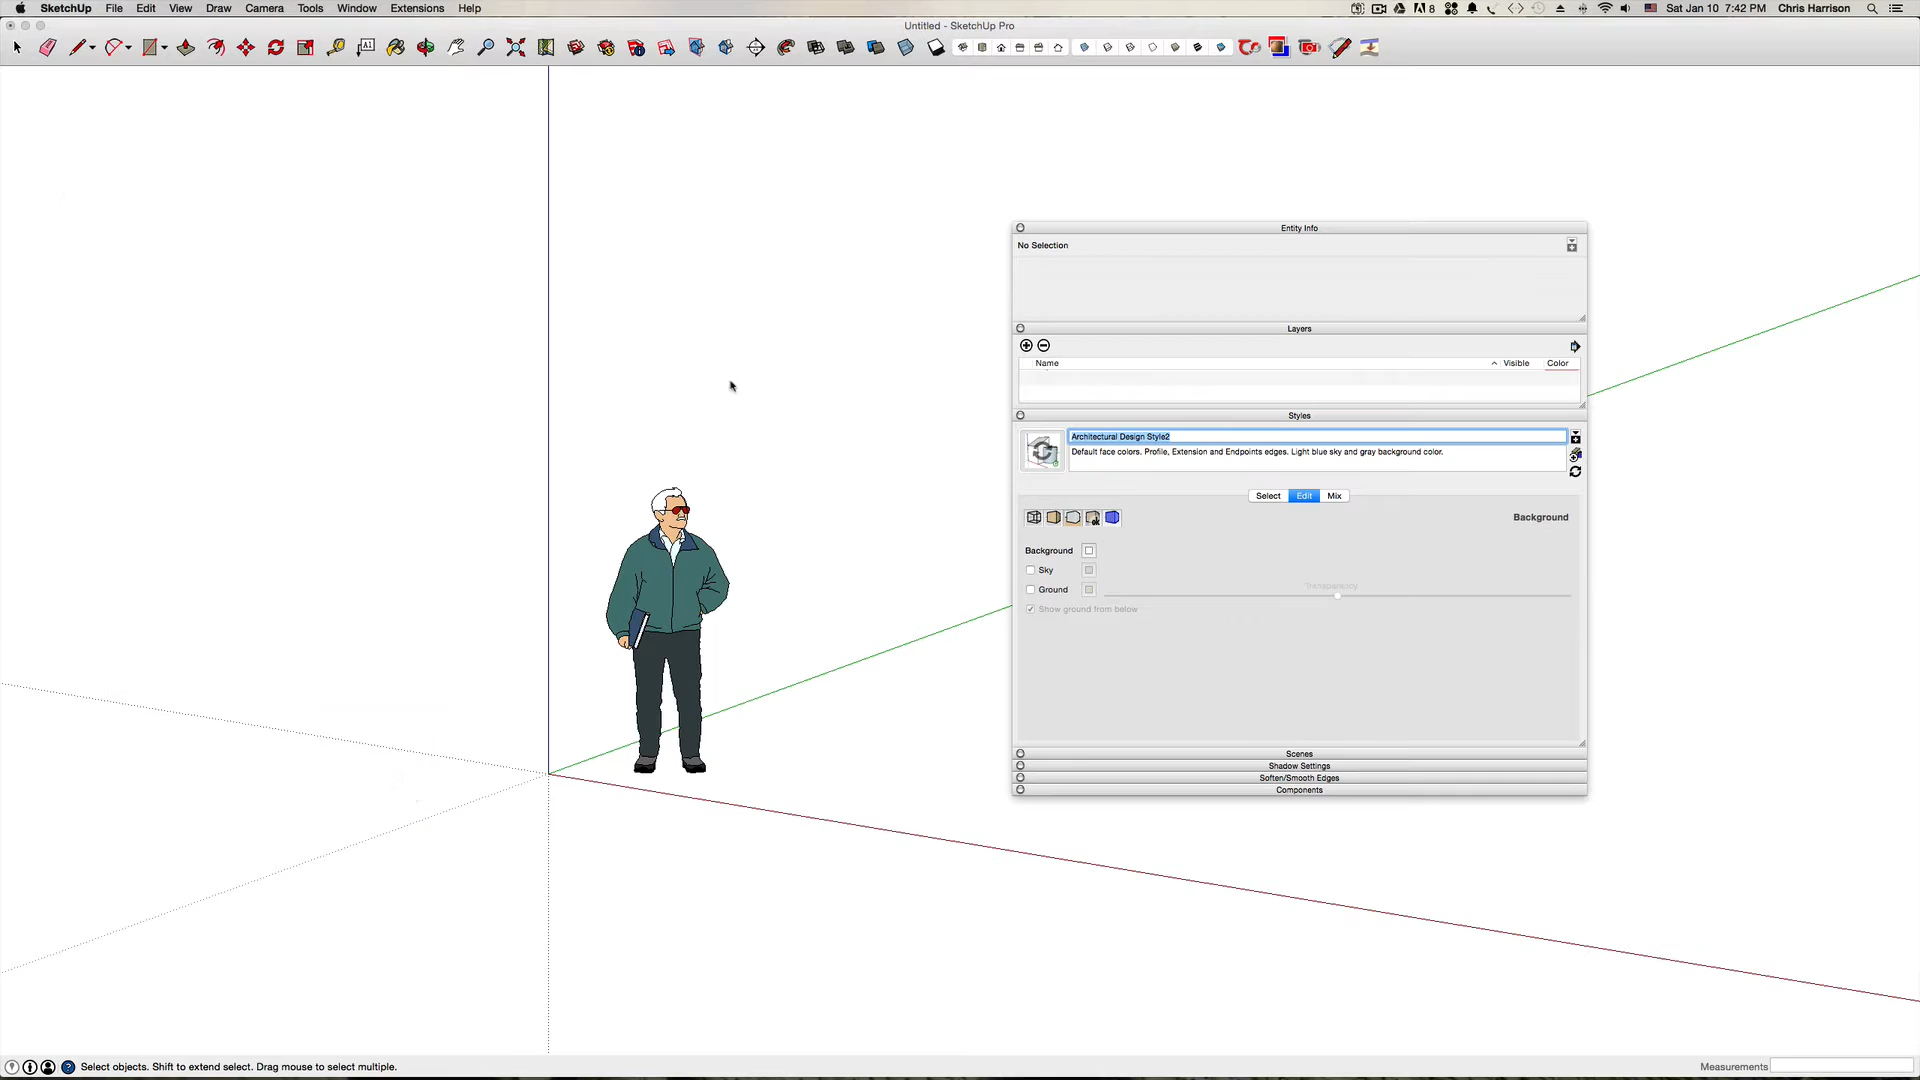 SketchUp File Edit View Draw Camera Tools Window Extensions Help
8 Sat Jan 10 7:42 PM Chris Harrison
Untitled - SketchUp Pro
A1
Entity Info
No Selection
Layers
Name Visible Color
Styles
Architectural Design Style2
Default face colors. Profile, Extension and Endpoints edges. Light blue sky and gray background color.
Select Edit Mix
Background
Background
Sky
Ground Transparency
Show ground from below
Scenes
Shadow Settings
Soften/Smooth Edges
Components
Select objects. Shift to extend select. Drag mouse to select multiple.
Measurements